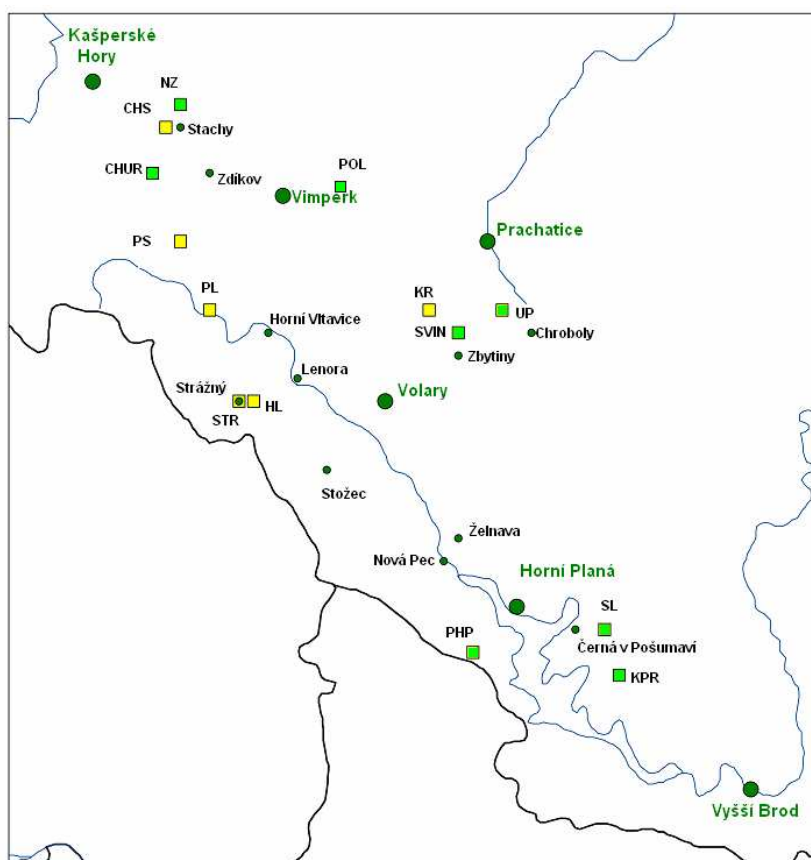 Kašperské
Hory
NZ
CHS
Stachy
CHUR
Zdíkov
POL
Vimperk
PS
Prachatice
PL
KR
UP
Horní Vltavice
SVIN
Chroboly
Zbytiny
Lenora
Strážný
HL
Volary
STR
Stožec
Želnava
Nová Pec
Horní Planá
SL
PHP
Černá v Pošumaví
KPR
Vyšší Brod